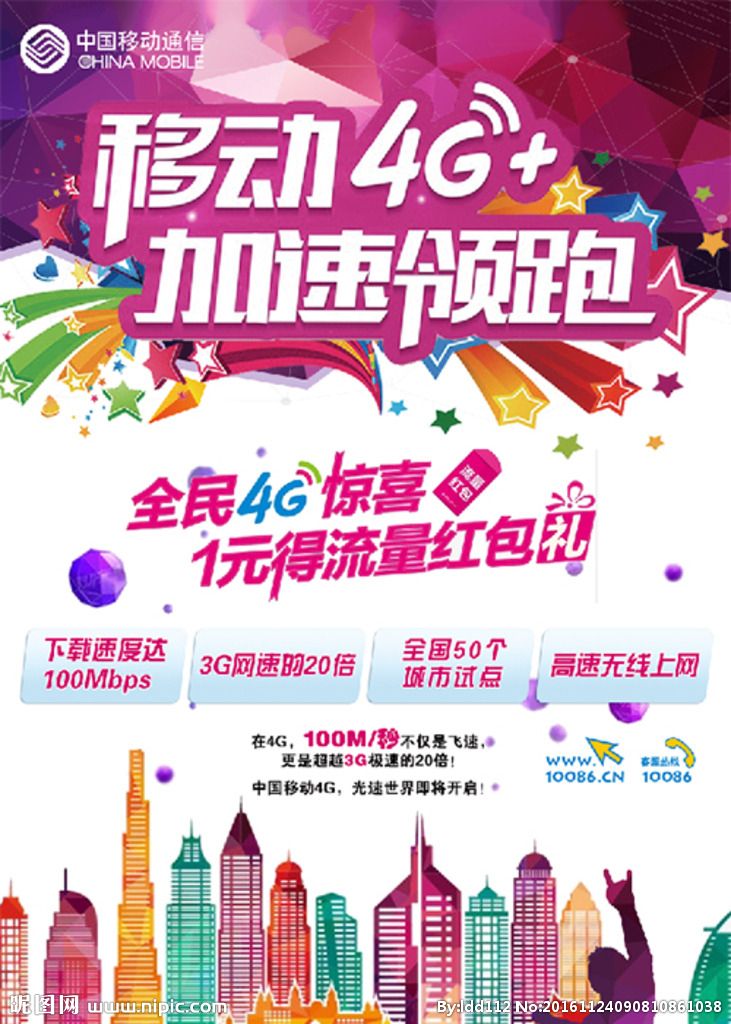 中国移动通信
CHINA MOBILE
移动4G+
加速领跑
全民4G惊喜
流量
红包
1元得流量红包礼
下载速度达
100Mbps
3G网速的20倍
全国50个
城市试点
高速无线上网
在4G，100M/秒不仅是飞速，
更是超越3G极速的20倍！
中国移动4G，光速世界即将开启！
WWW.
10086.CN
客服热线
10086
昵图网 www.nipic.com
By:ldd112 No:20161124090810861038